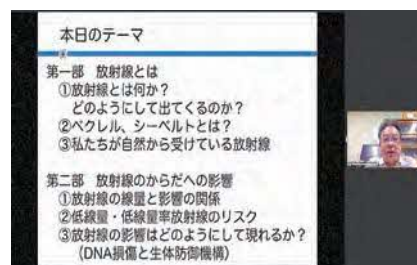 本日のテーマ
第一部 放射線とは
①放射線とは何か？
どのようにして出てくるのか？
②ベクレル、シーベルトとは？
③私たちが自然から受けている放射線
第二部 放射線のからだへの影響
①放射線の線量と影響の関係
②低線量・低線量率放射線のリスク
③放射線の影響はどのようにして現れるか？
（DNA損傷と生体防御機構）